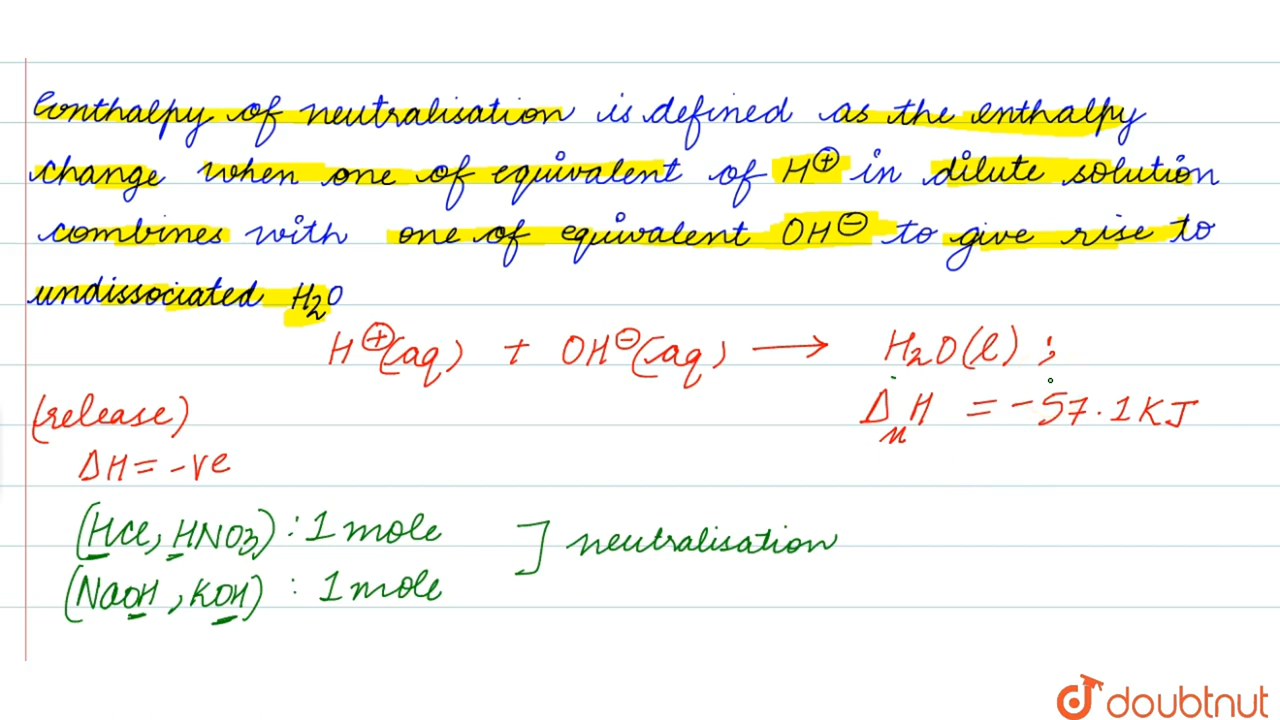 Enthalpy of neutralisation is defined as the enthalpy
change when one of equivalent of H⊕ in dilute solution
combines with one of equivalent OH⊖ to give rise to
undissociated H₂O
H⊕(aq) + OH⊖(aq) ⟶ H₂O(l) ;
(release) ΔₙH = -57.1 KJ
ΔH = -ve
(HCl, HNO₃) : 1 mole ] neutralisation
(NaOH, KOH) : 1 mole
doubtnut